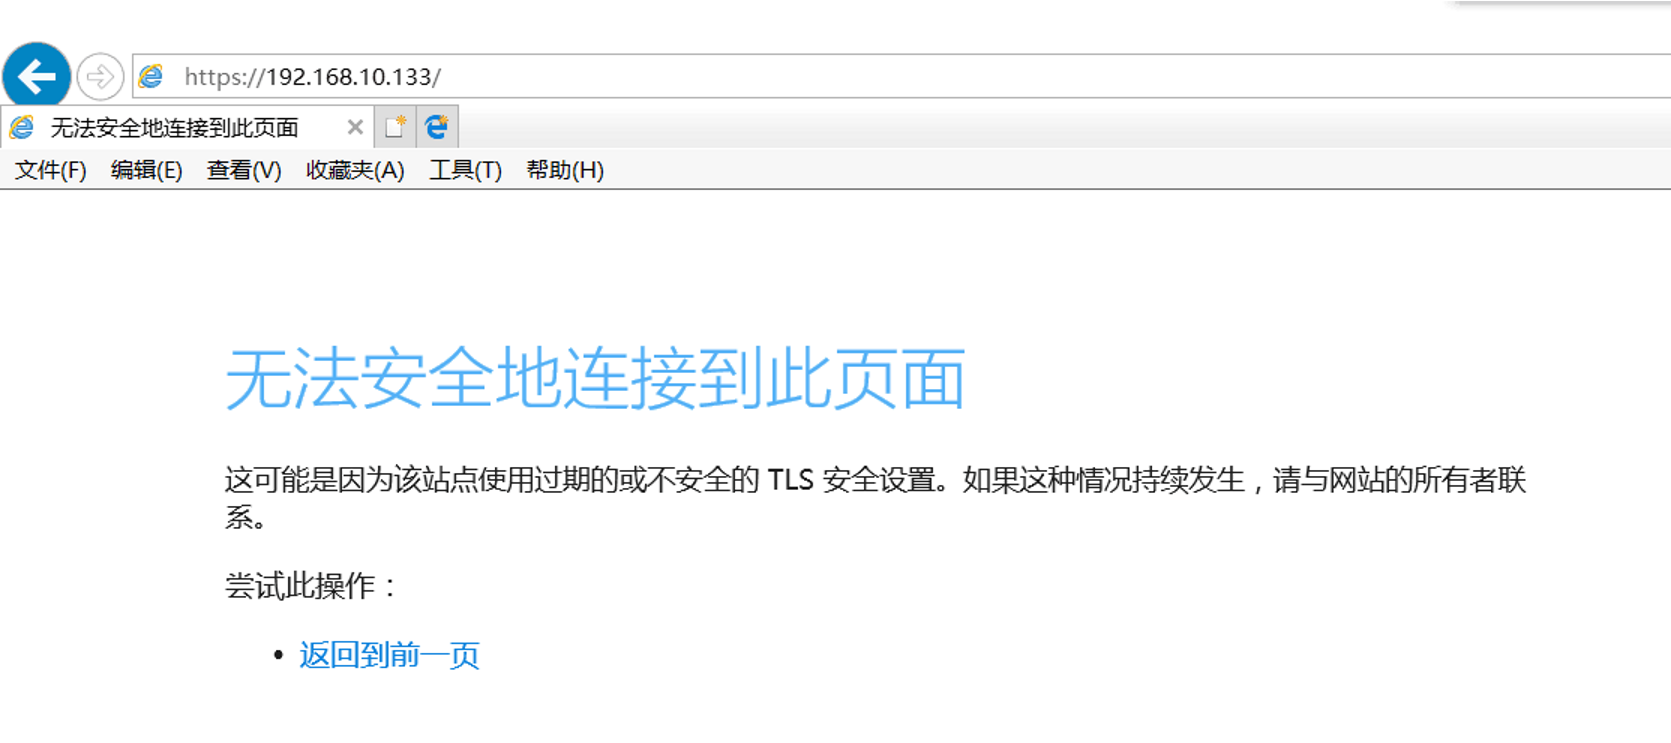 https://192.168.10.133/
无法安全地连接到此页面
文件(F) 编辑(E) 查看(V) 收藏夹(A) 工具(T) 帮助(H)
无法安全地连接到此页面
这可能是因为该站点使用过期的或不安全的 TLS 安全设置。如果这种情况持续发生，请与网站的所有者联
系。
尝试此操作：
• 返回到前一页